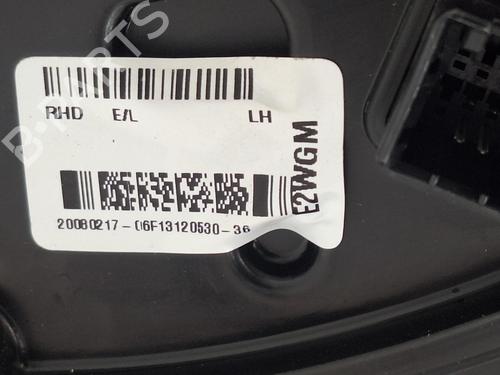 B-PARTS
RHD E/L LH
E2WGM
20080217-06F13120530-36